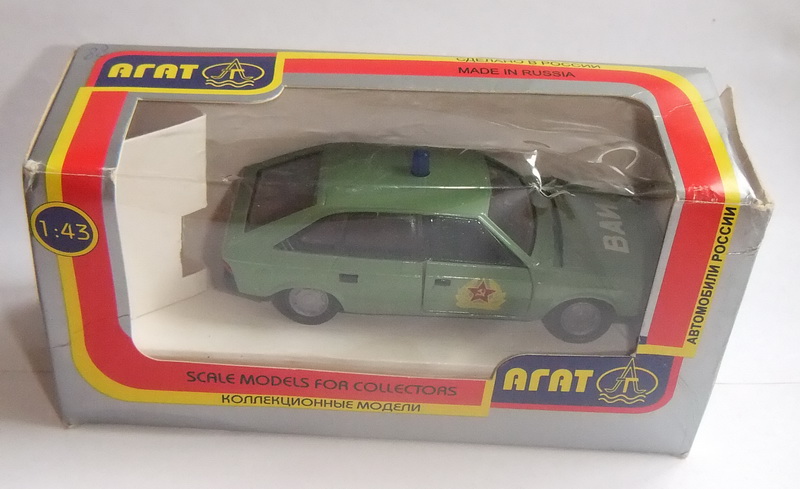 АГАТ
СДЕЛАНО В РОССИИ
MADE IN RUSSIA
1:43
ВАИ
АВТОМОБИЛИ РОССИИ
SCALE MODELS FOR COLLECTORS
КОЛЛЕКЦИОННЫЕ МОДЕЛИ
АГАТ